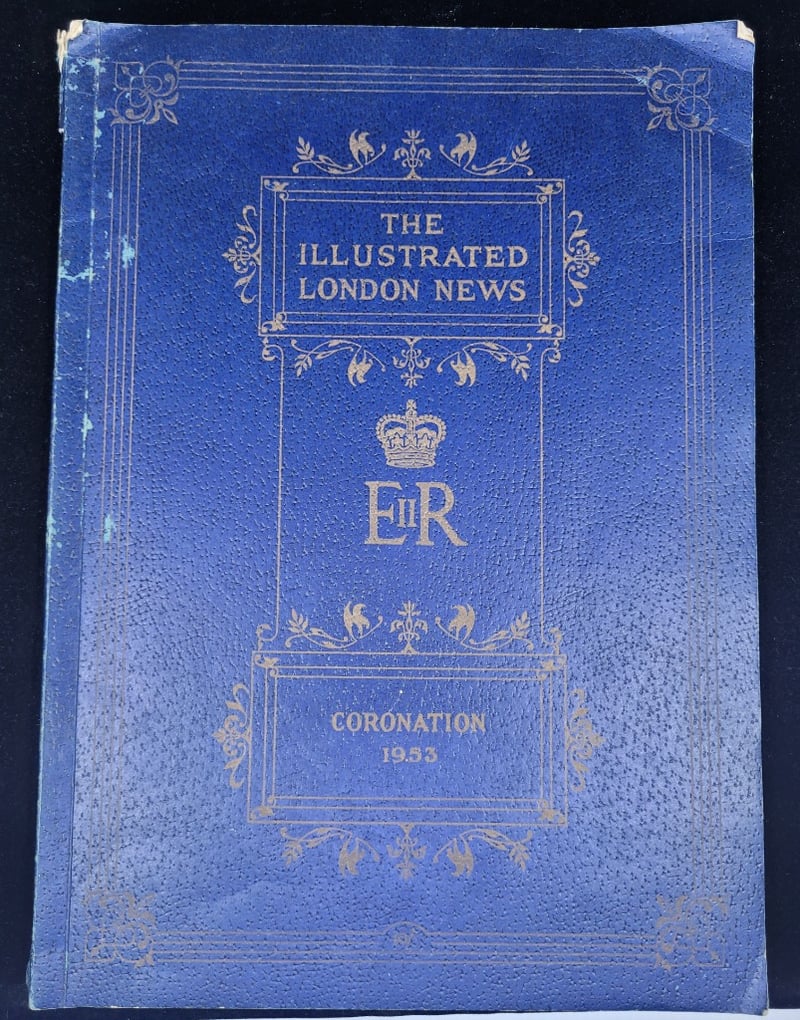 THE
ILLUSTRATED
LONDON NEWS
EIIR
CORONATION
1953